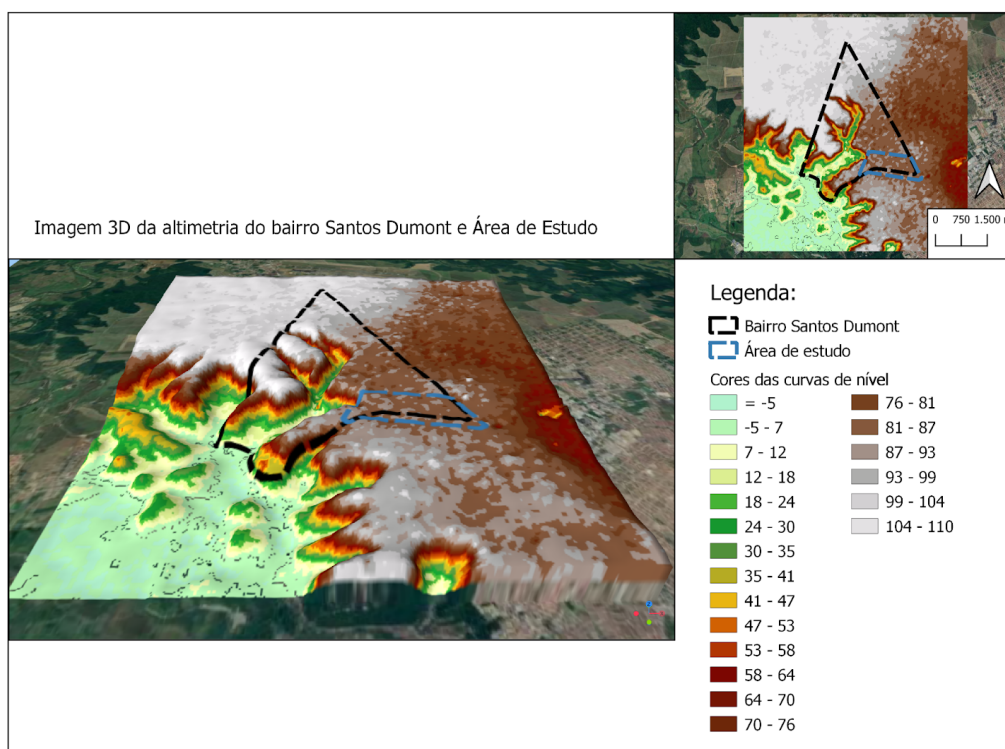 Imagem 3D da altimetria do bairro Santos Dumont e Área de Estudo
0 750 1.500
Legenda:
Bairro Santos Dumont
Área de estudo
Cores das curvas de nível
= -5
-5 - 7
7 - 12
12 - 18
18 - 24
24 - 30
30 - 35
35 - 41
41 - 47
47 - 53
53 - 58
58 - 64
64 - 70
70 - 76
76 - 81
81 - 87
87 - 93
93 - 99
99 - 104
104 - 110